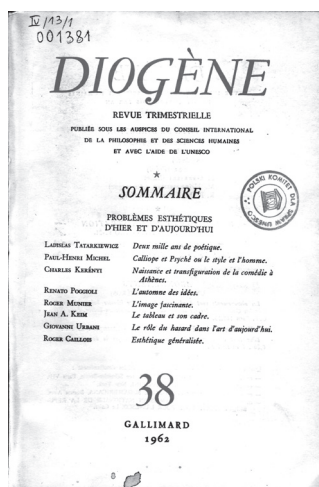 IV/13/1
001381
DIOGÈNE
REVUE TRIMESTRIELLE
PUBLIÉE SOUS LES AUSPICES DU CONSEIL INTERNATIONAL
DE LA PHILOSOPHIE ET DES SCIENCES HUMAINES
ET AVEC L'AIDE DE L'UNESCO
★
SOMMAIRE
PROBLÈMES ESTHÉTIQUES
D'HIER ET D'AUJOURD'HUI
LADISLAS TATARKIEWICZ Deux mille ans de poétique.
PAUL-HENRI MICHEL Calliope et Psyché ou le style et l'homme.
CHARLES KERÉNYI Naissance et transfiguration de la comédie à
Athènes.
RENATO POGGIOLI L'automne des idées.
ROGER MUNIER L'image fascinante.
JEAN A. KEIM Le tableau et son cadre.
GIOVANNI URBANI Le rôle du hasard dans l'art d'aujourd'hui.
ROGER CAILLOIS Esthétique généralisée.
POLSKI KOMITET DLA SPRAW UNESCO
38
GALLIMARD
1962